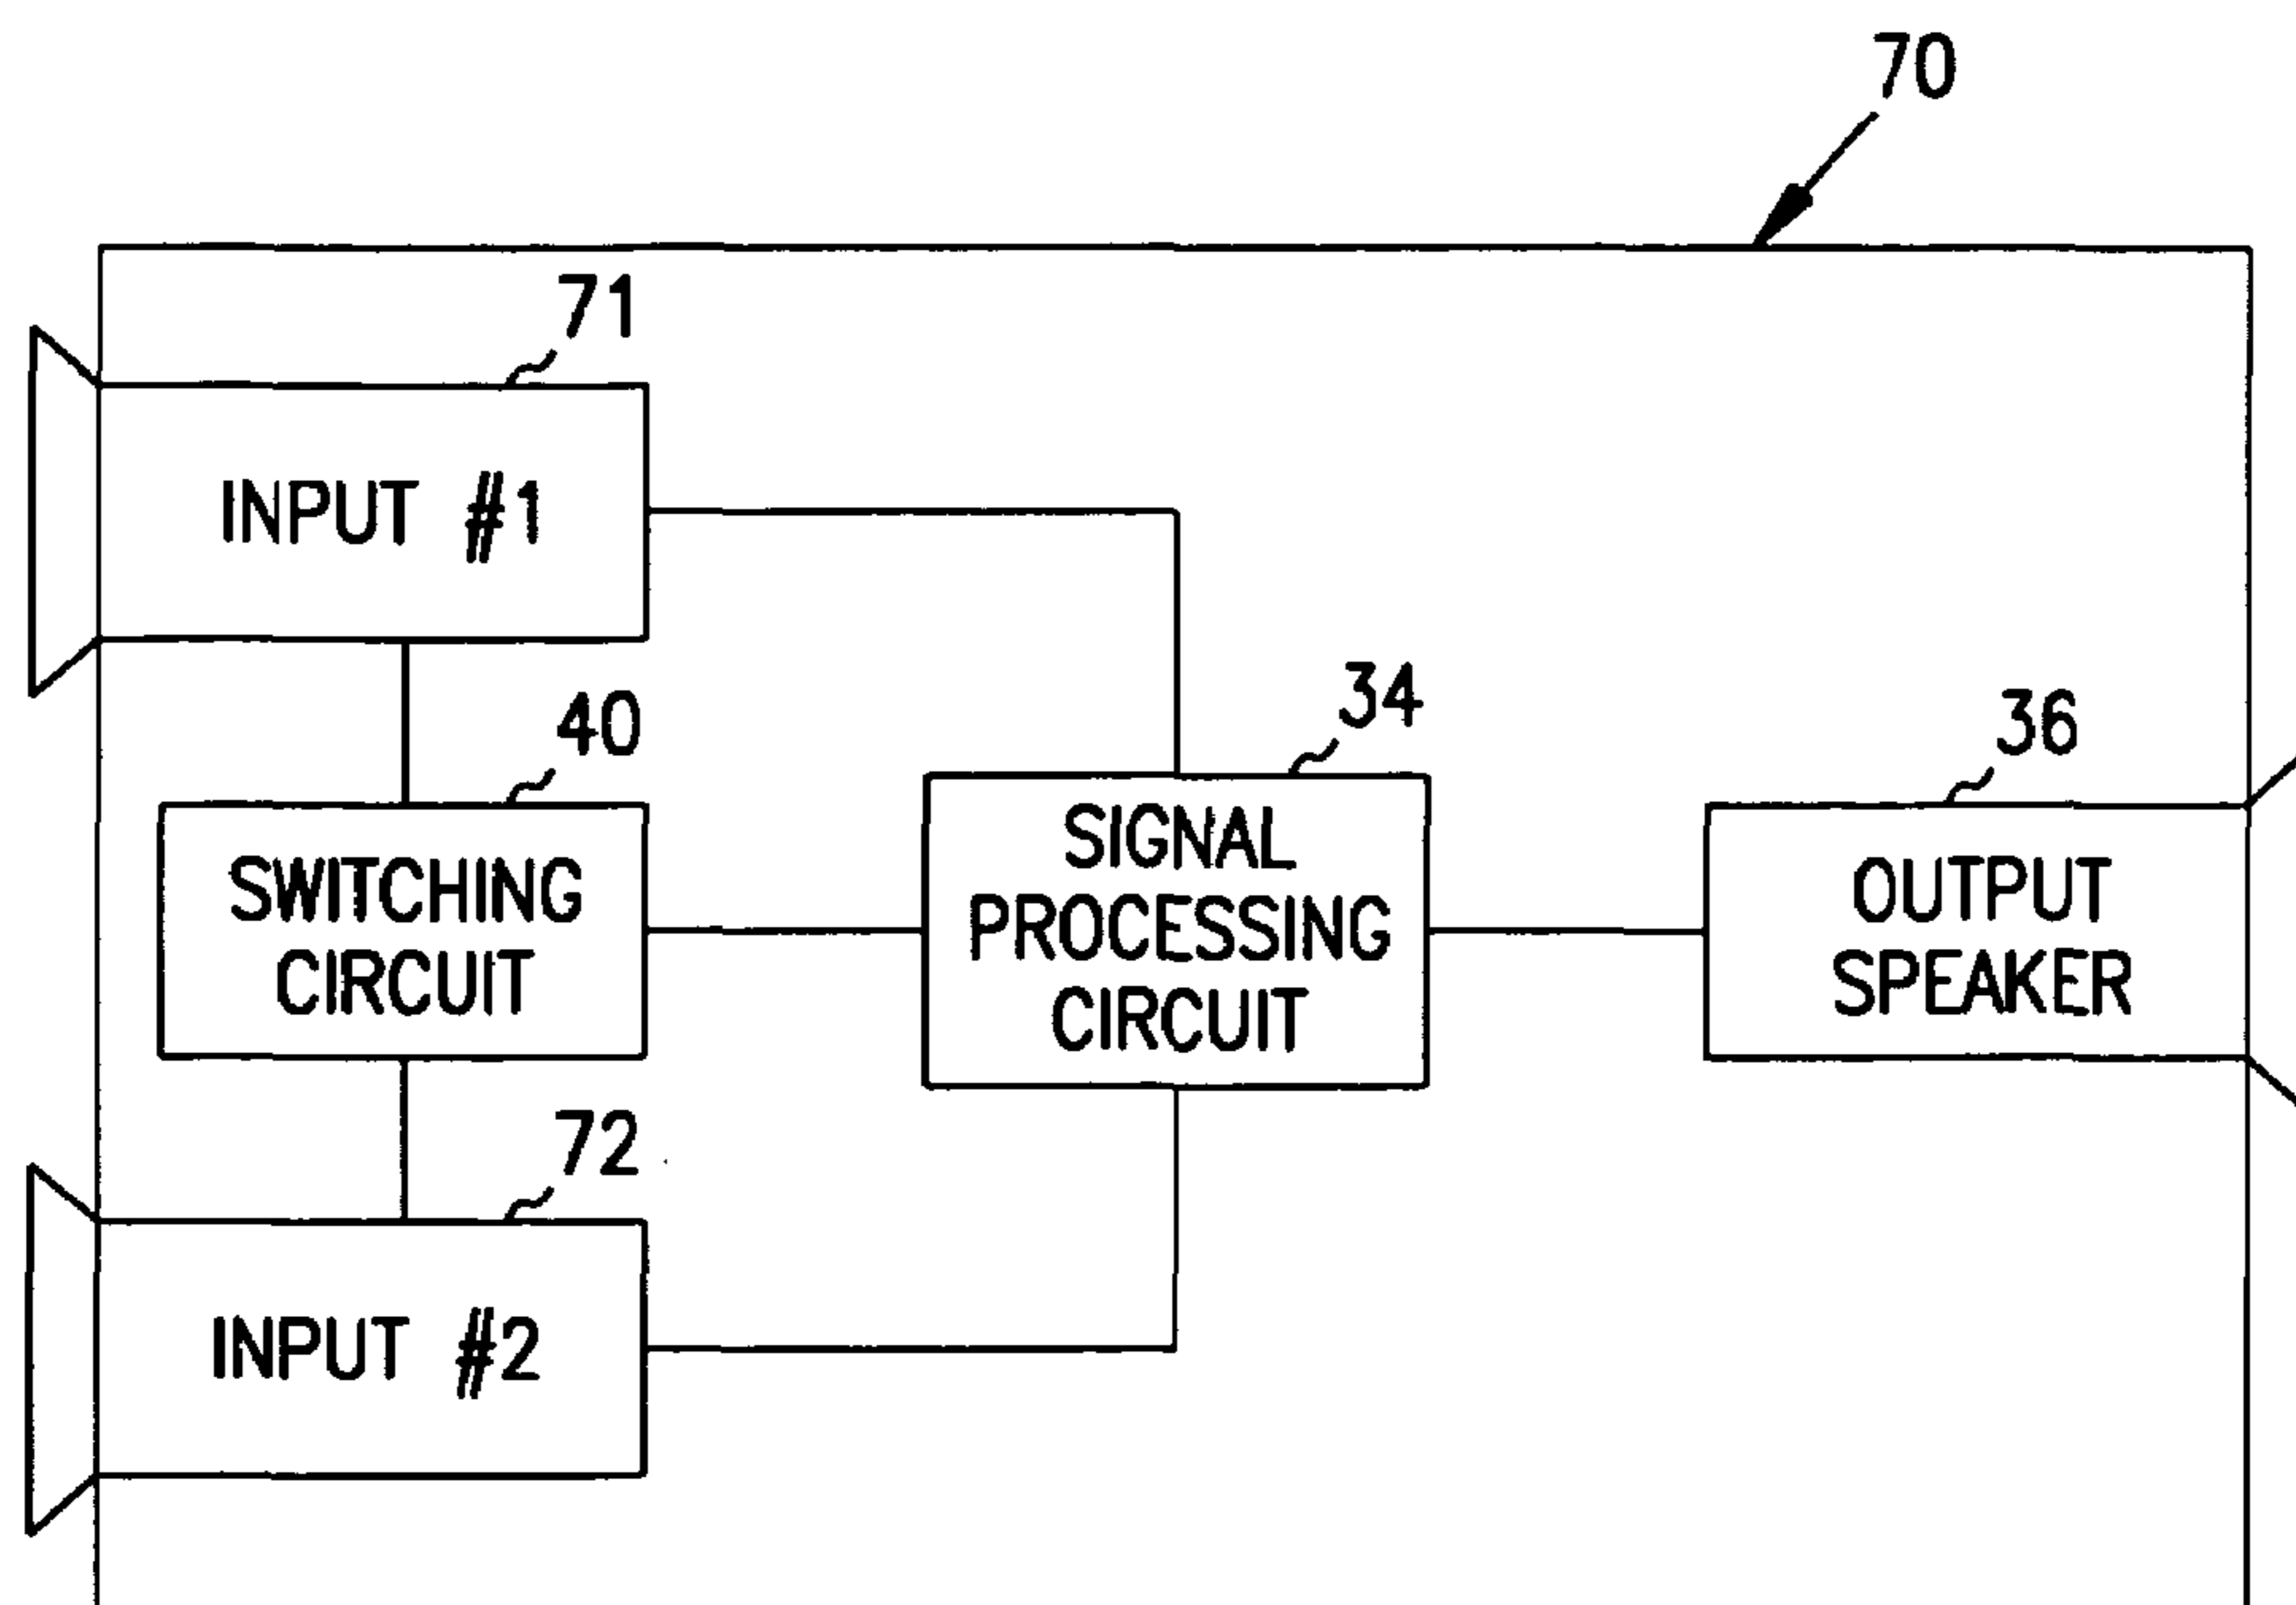 70
71
INPUT #1
40
SWITCHING
CIRCUIT
34
SIGNAL
PROCESSING
CIRCUIT
36
OUTPUT
SPEAKER
72
INPUT #2